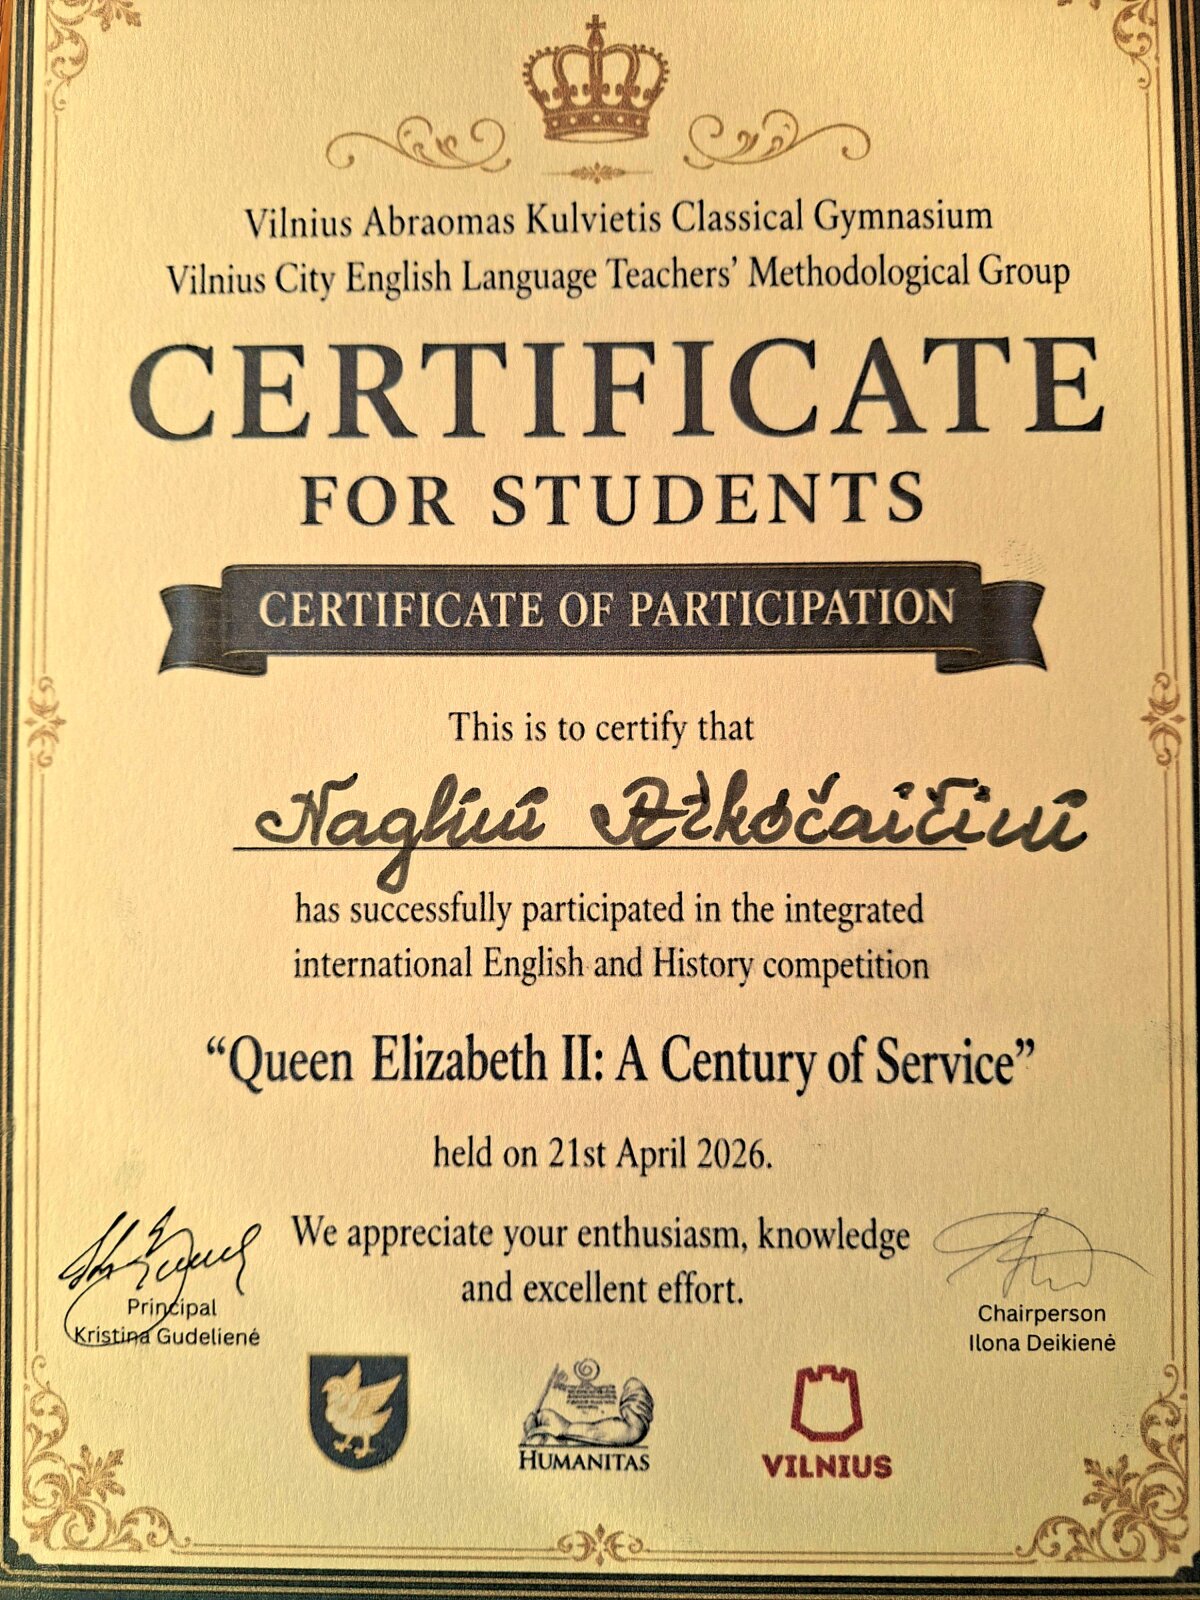 Vilnius Abraomas Kulvietis Classical Gymnasium
Vilnius City English Language Teachers’ Methodological Group
CERTIFICATE
FOR STUDENTS
CERTIFICATE OF PARTICIPATION
This is to certify that
has successfully participated in the integrated
international English and History competition
“Queen Elizabeth II: A Century of Service”
held on 21st April 2026.
We appreciate your enthusiasm, knowledge
and excellent effort.
Principal
Kristina Gudelienė
Chairperson
Ilona Deikienė
HUMANITAS
VILNIUS